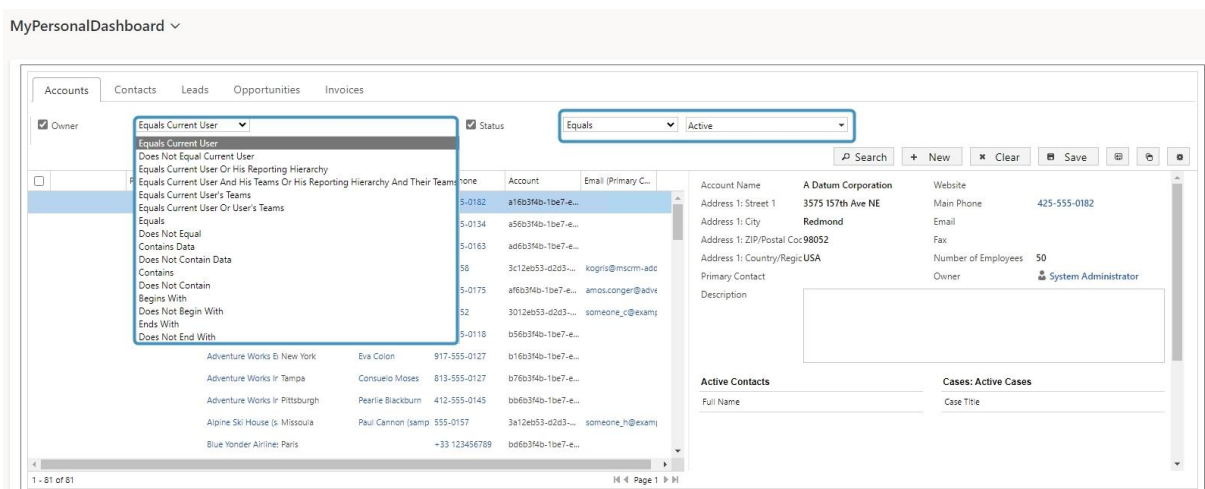 MyPersonalDashboard
Accounts Contacts Leads Opportunities Invoices
Owner Equals Current User Status Equals Active
Equals Current User
Does Not Equal Current User
Equals Current User Or His Reporting Hierarchy
Equals Current User And His Teams Or His Reporting Hierarchy And Their Teams
Equals Current User's Teams
Equals Current User Or User's Teams
Equals
Does Not Equal
Contains Data
Does Not Contain Data
Contains
Does Not Contain
Begins With
Does Not Begin With
Ends With
Does Not End With
Search + New Clear Save
hone Account Email (Primary C...
5-0182 a16b3f4b-1be7-e...
5-0134 a56b3f4b-1be7-e...
5-0163 ad6b3f4b-1be7-e...
58 3c12eb53-d2d3-... kogris@mscrm-adc
5-0175 af6b3f4b-1be7-e... amos.conger@adve
52 3012eb53-d2d3-... someone_c@examp
5-0118 b56b3f4b-1be7-e...
Adventure Works E New York Eva Colon 917-555-0127 b16b3f4b-1be7-e...
Adventure Works Ir Tampa Consuelo Moses 813-555-0127 b76b3f4b-1be7-e...
Adventure Works Ir Pittsburgh Pearlie Blackburn 412-555-0145 bb6b3f4b-1be7-e...
Alpine Ski House (s Missoula Paul Cannon (samp 555-0157 3a12eb53-d2d3-... someone_h@examp
Blue Yonder Airline: Paris +33 123456789 bd6b3f4b-1be7-e...
1 - 81 of 81 Page 1
Account Name A Datum Corporation Website
Address 1: Street 1 3575 157th Ave NE Main Phone 425-555-0182
Address 1: City Redmond Email
Address 1: ZIP/Postal Coc 98052 Fax
Address 1: Country/Regic USA Number of Employees 50
Primary Contact Owner System Administrator
Description
Active Contacts Cases: Active Cases
Full Name Case Title